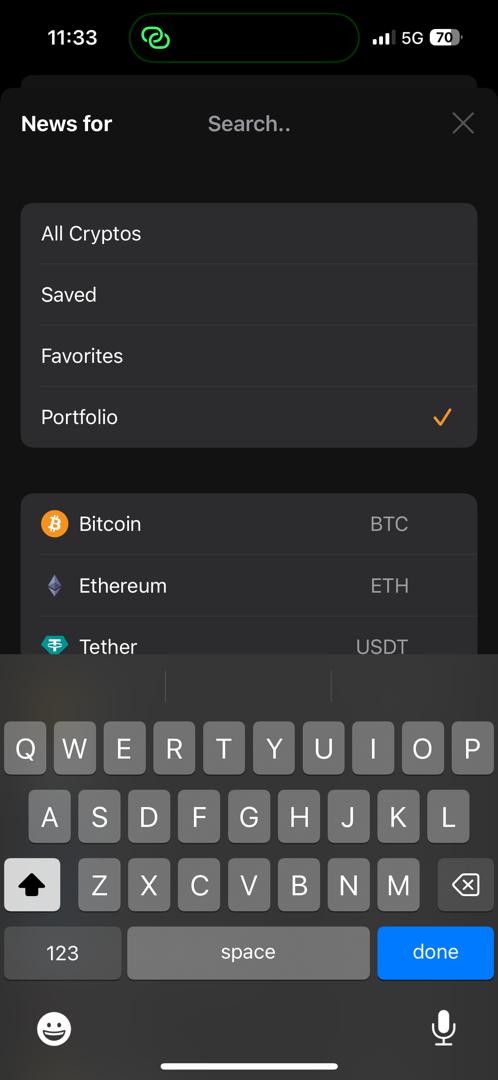 11:33 5G 70
News for Search..
All Cryptos
Saved
Favorites
Portfolio
Bitcoin BTC
Ethereum ETH
Tether USDT
Q W E R T Y U I O P
A S D F G H J K L
Z X C V B N M
123 space done